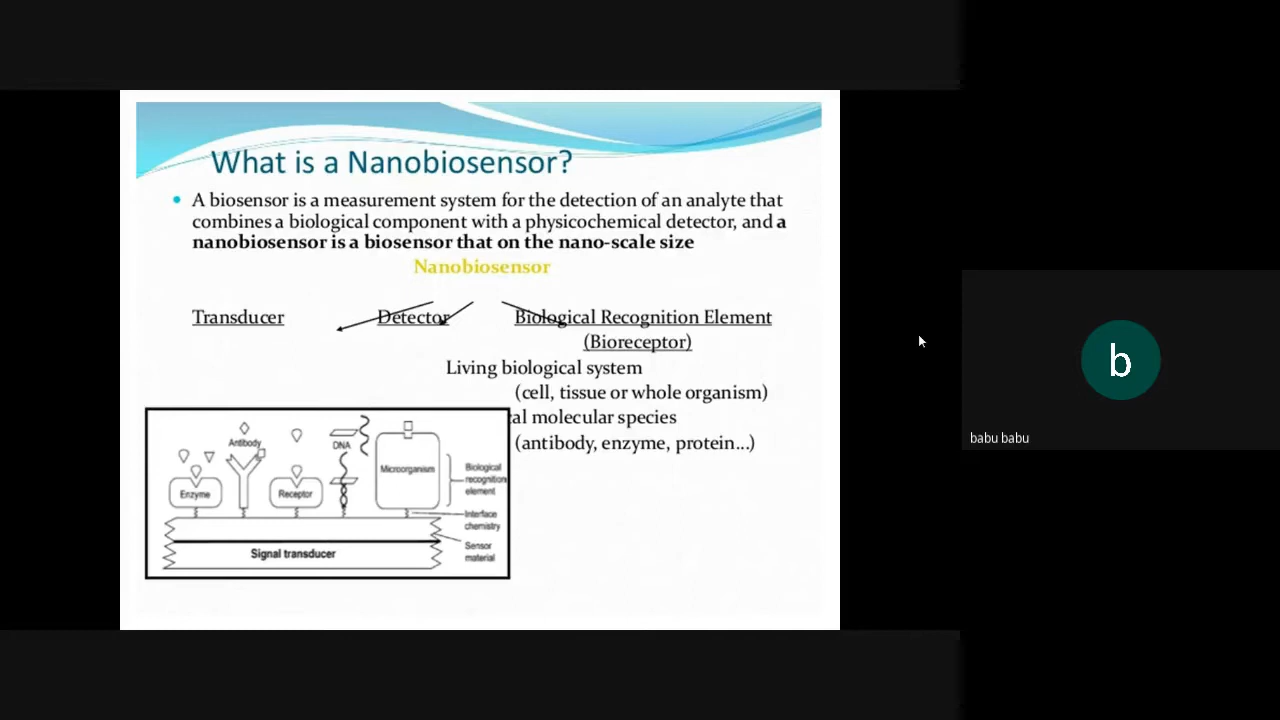 What is a Nanobiosensor?
A biosensor is a measurement system for the detection of an analyte that
combines a biological component with a physicochemical detector, and a
nanobiosensor is a biosensor that on the nano-scale size
Nanobiosensor
Transducer Detector Biological Recognition Element
(Bioreceptor)
Living biological system
(cell, tissue or whole organism)
molecular species
(antibody, enzyme, protein...)
Antibody
DNA
Enzyme
Receptor
Microorganism
Biological
recognition
element
Interface
chemistry
Sensor
material
Signal transducer
b
babu babu